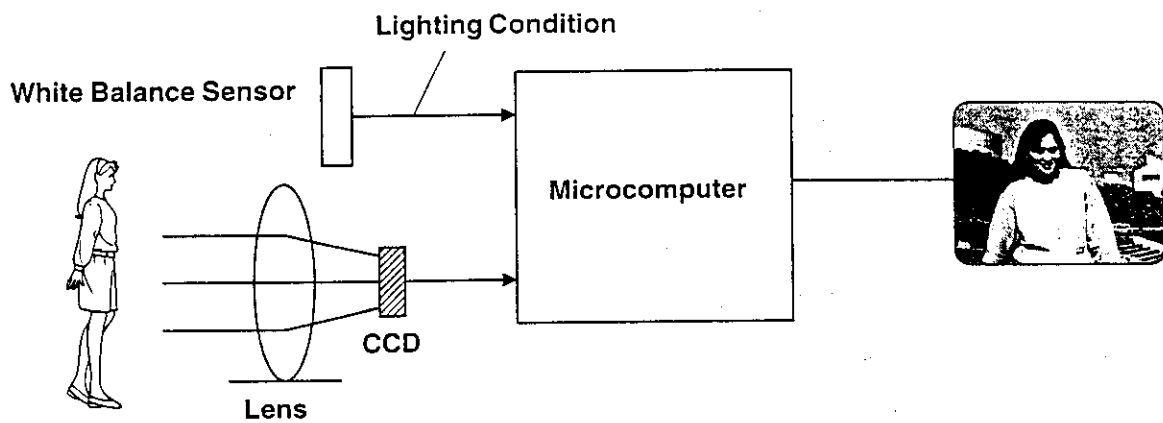 Lighting Condition
White Balance Sensor
Microcomputer
CCD
Lens